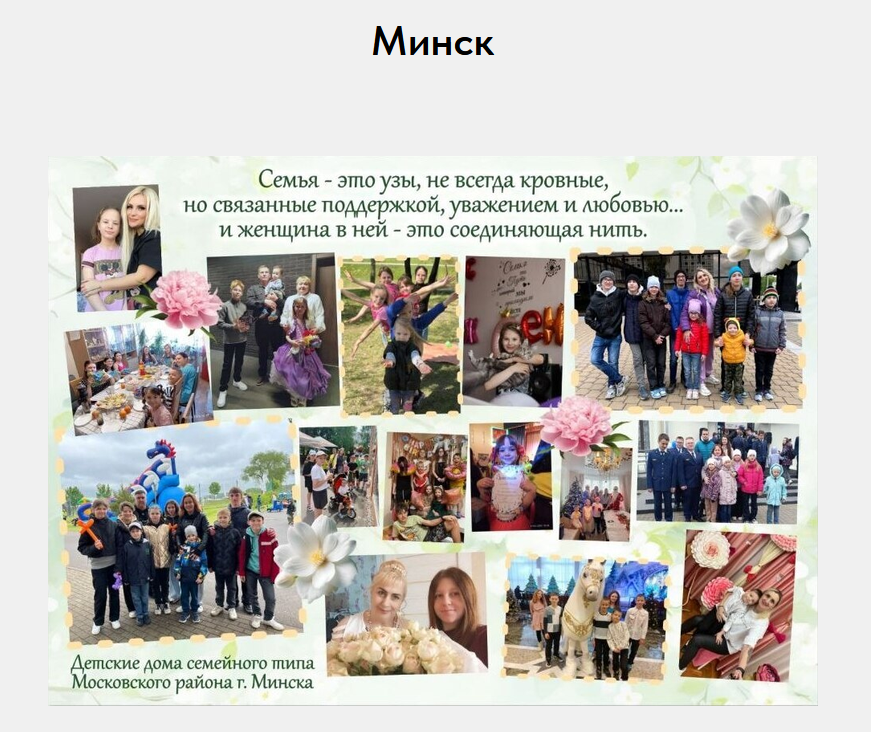 Минск
Семья - это узы, не всегда кровные,
но связанные поддержкой, уважением и любовью...
и женщина в ней - это соединяющая нить.
Семья
Детские дома семейного типа
Московского района г. Минска